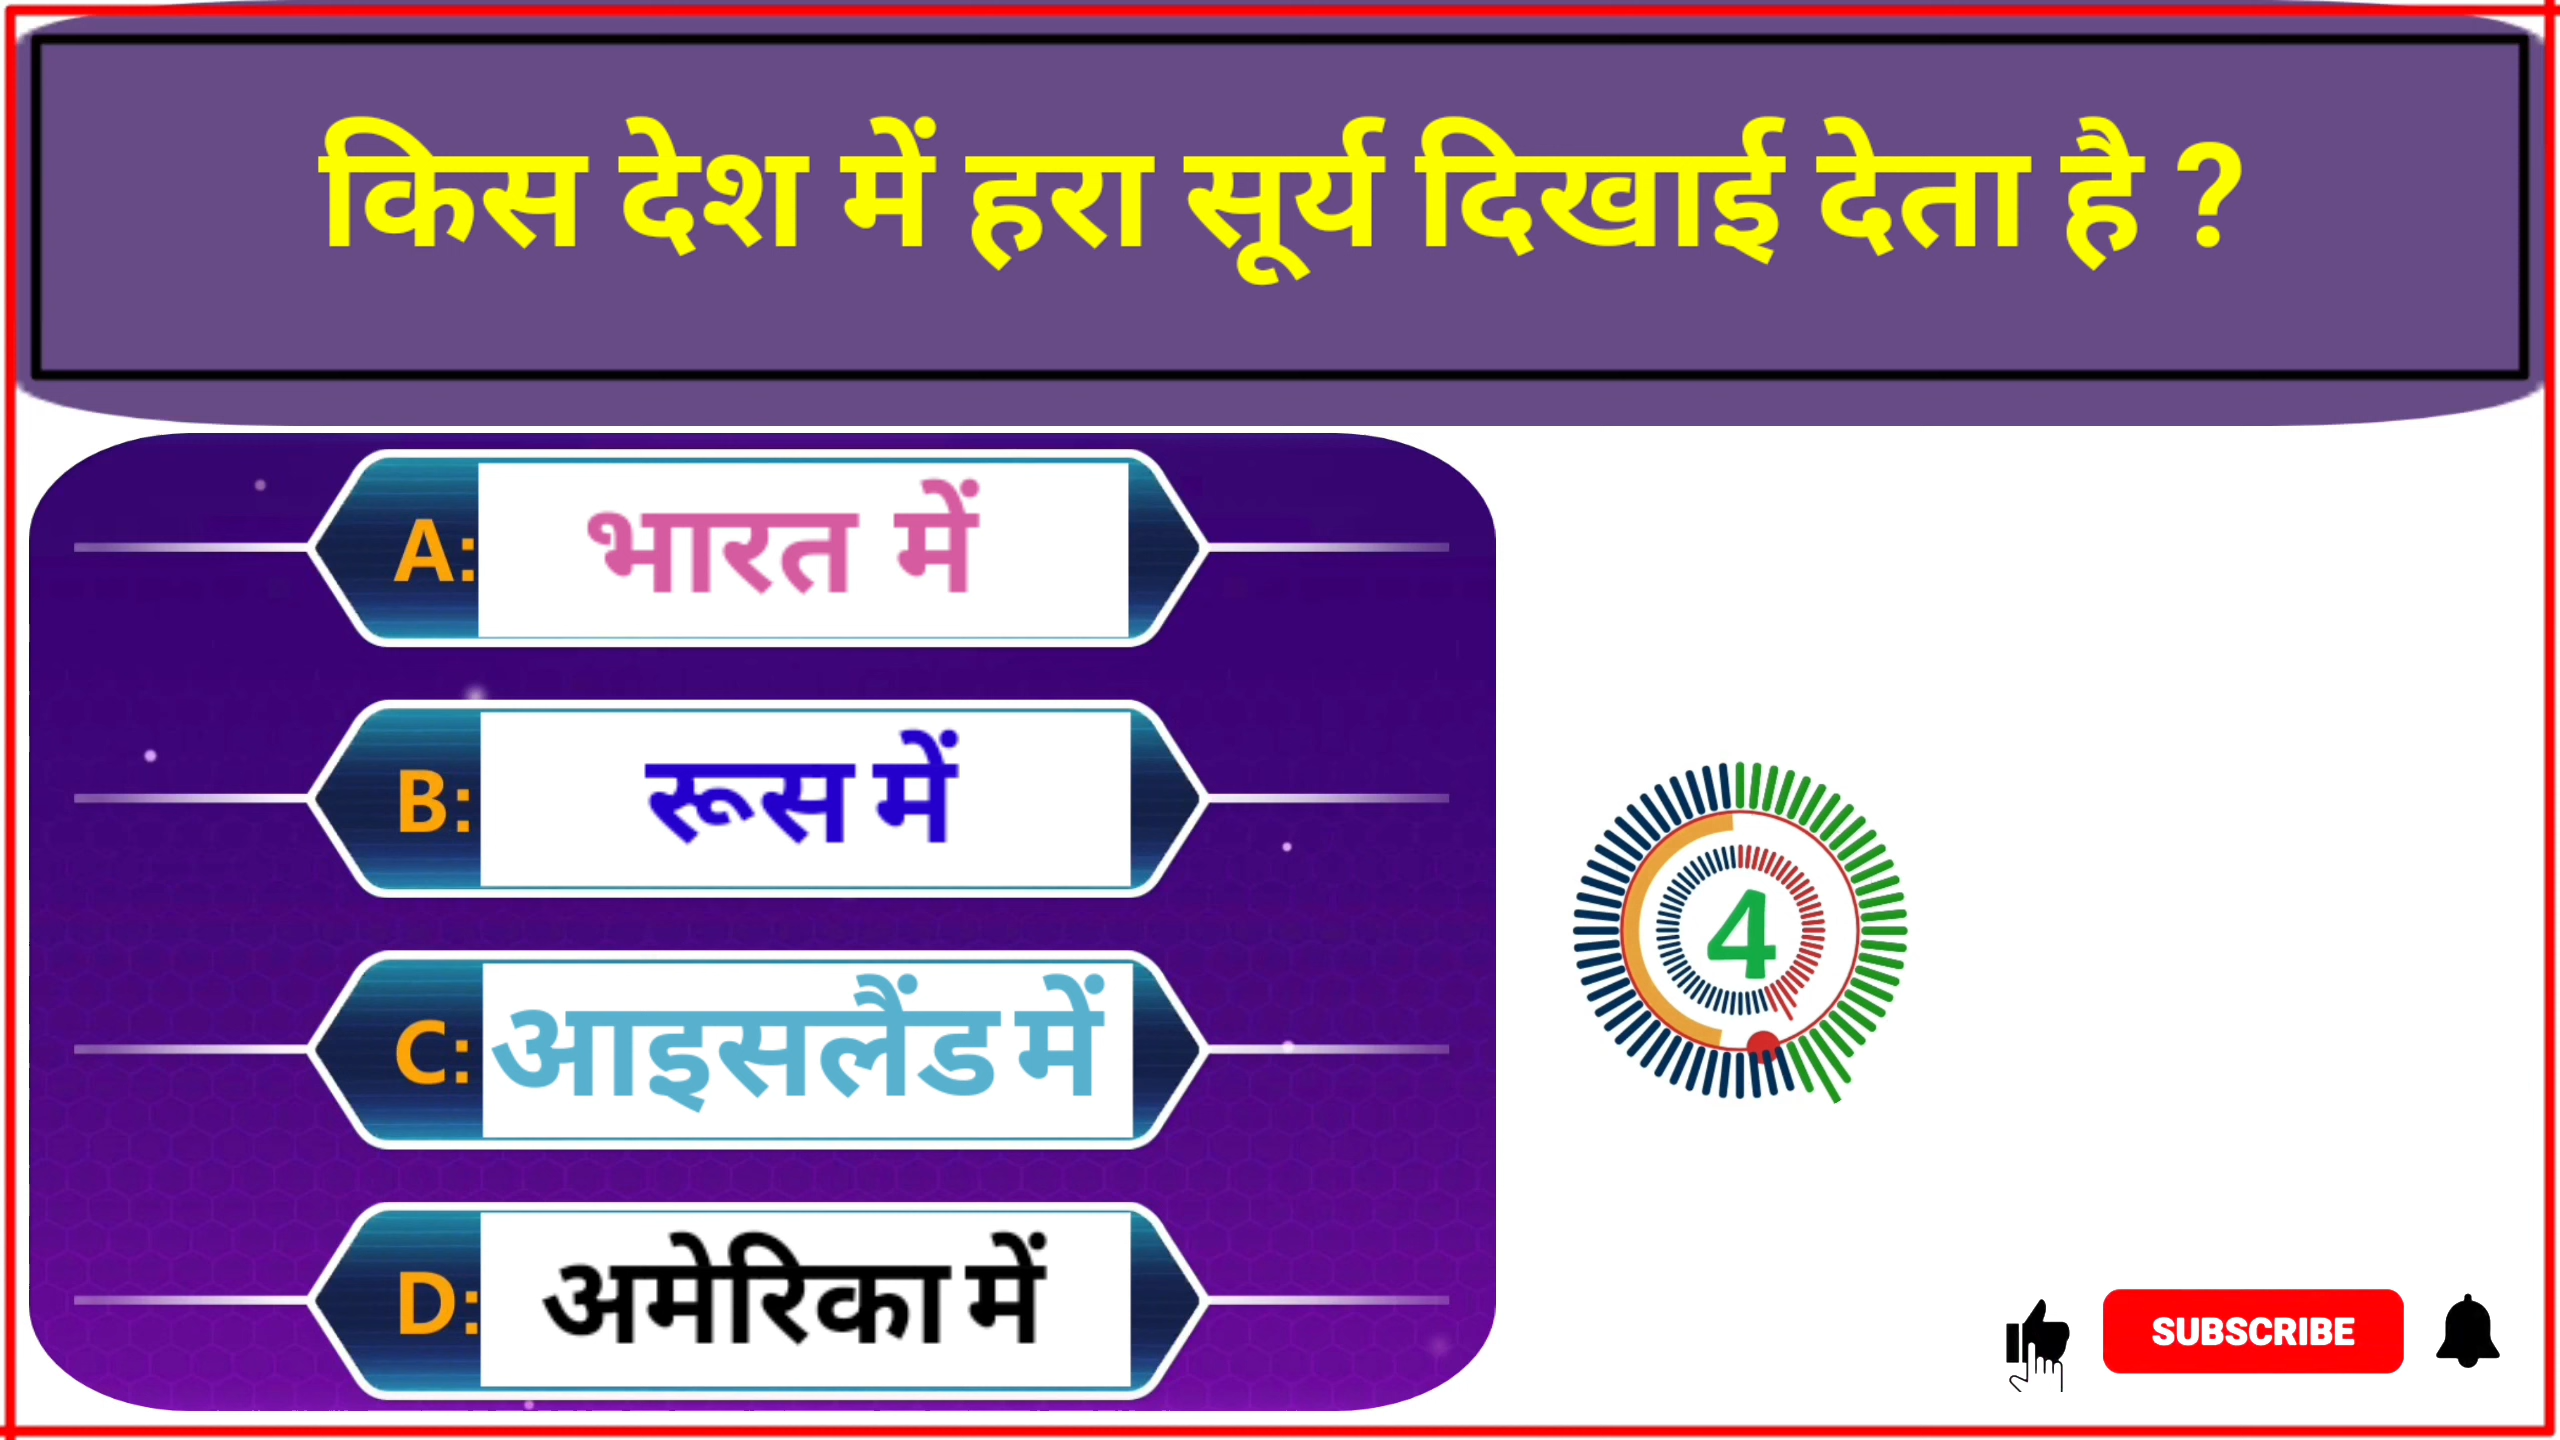 किस देश में हरा सूर्य दिखाई देता है ?
A: भारत में
B: रूस में
C: आइसलैंड में
D: अमेरिका में
4
SUBSCRIBE